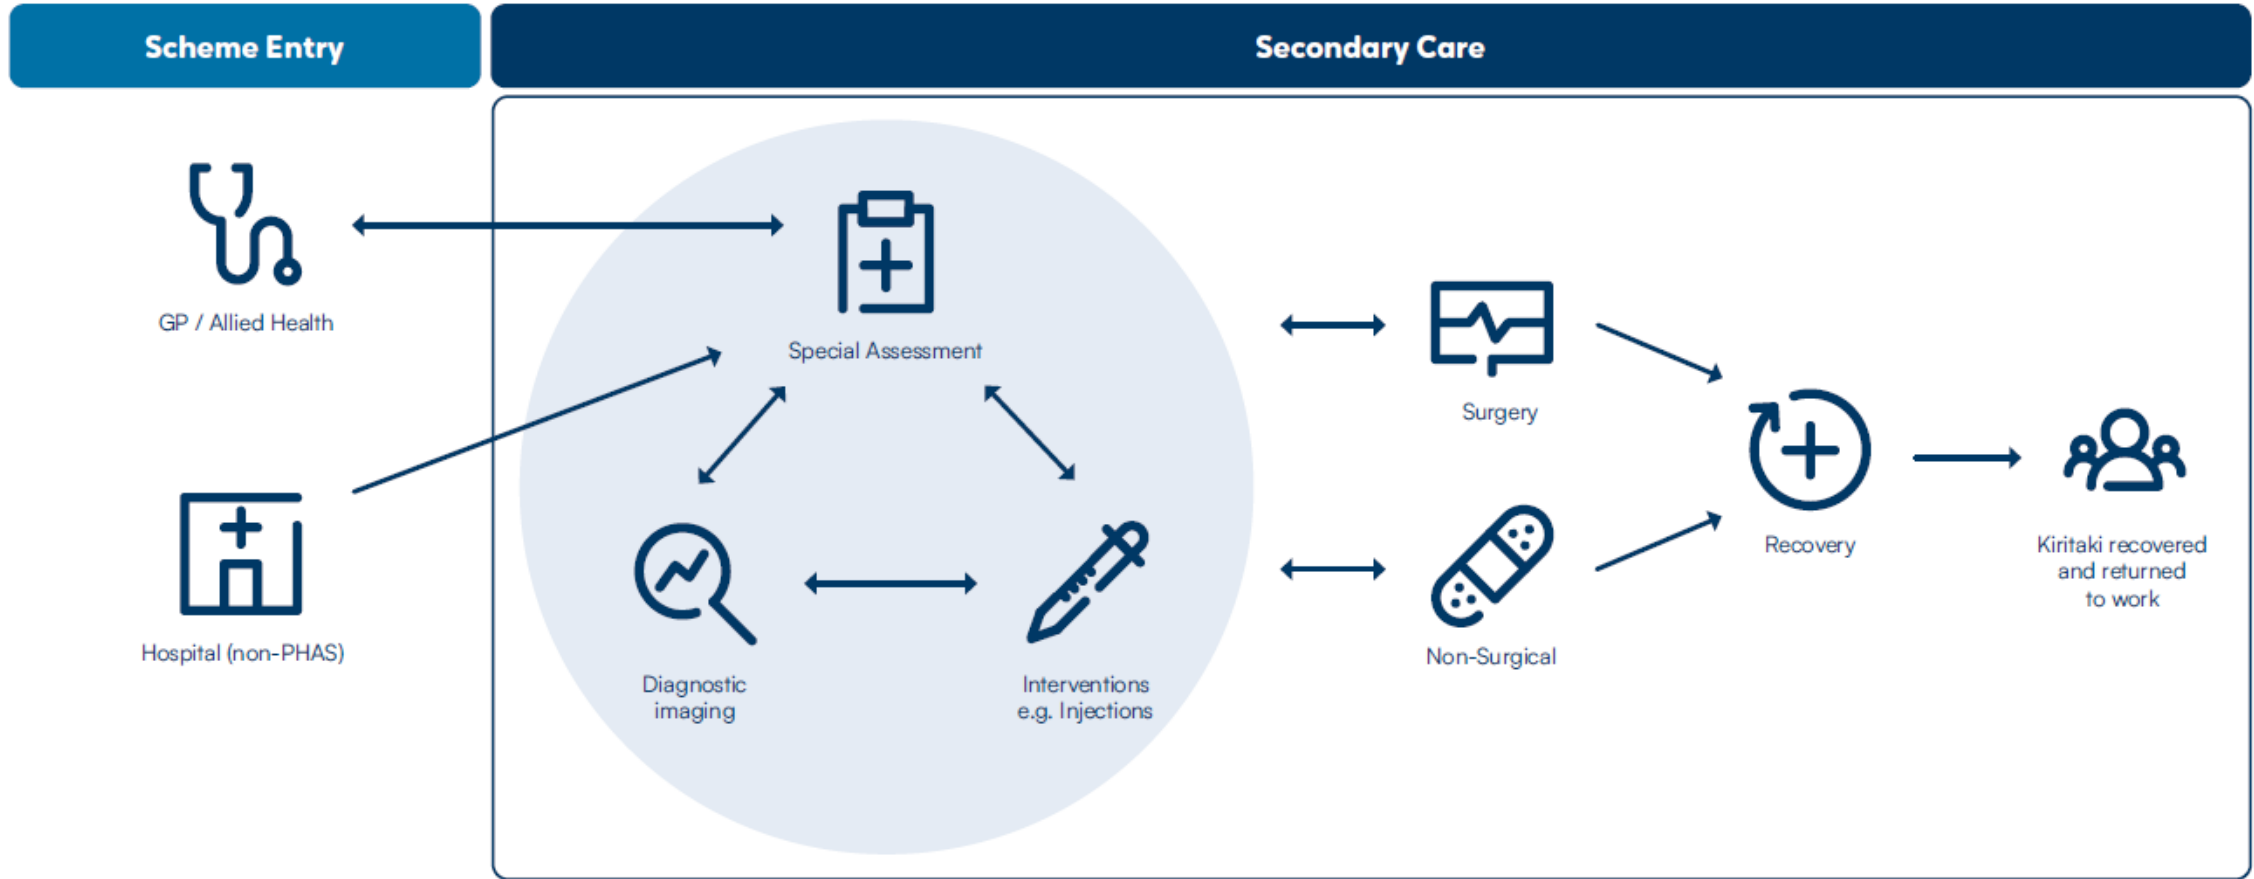 Scheme Entry
Secondary Care
GP / Allied Health
Hospital (non-PHAS)
Special Assessment
Diagnostic
imaging
Interventions
e.g. Injections
Surgery
Non-Surgical
Recovery
Kiritaki recovered
and returned
to work